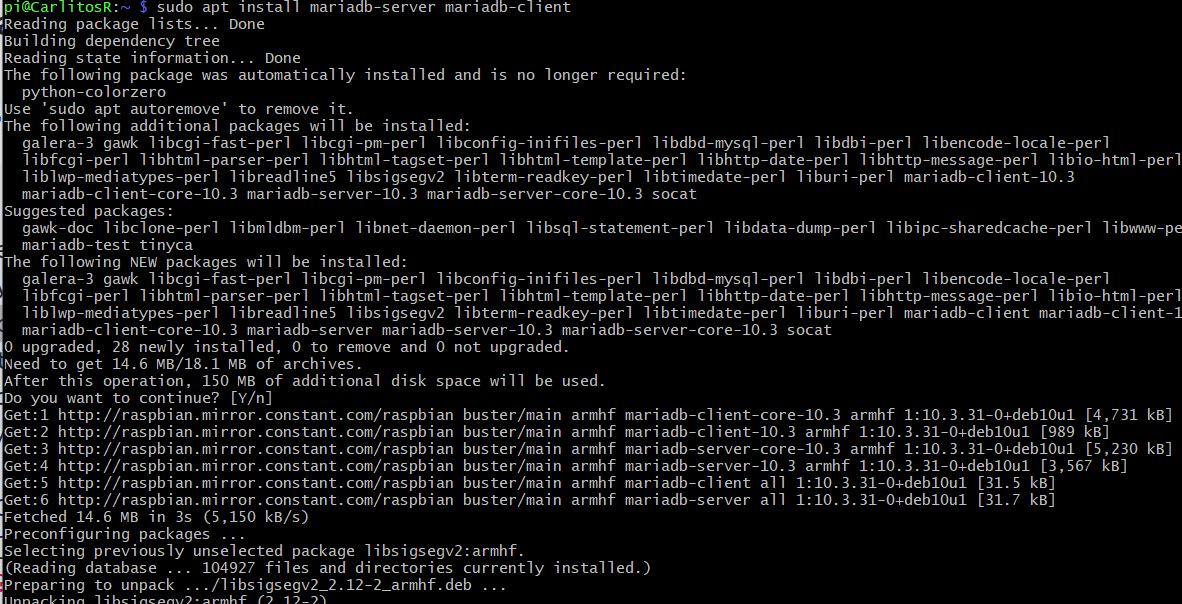 pi@CarlitosR:~ $ sudo apt install mariadb-server mariadb-client
Reading package lists... Done
Building dependency tree
Reading state information... Done
The following package was automatically installed and is no longer required:
  python-colorzero
Use 'sudo apt autoremove' to remove it.
The following additional packages will be installed:
  galera-3 gawk libcgi-fast-perl libcgi-pm-perl libconfig-inifiles-perl libdbd-mysql-perl libdbi-perl libencode-locale-perl
  libfcgi-perl libhtml-parser-perl libhtml-tagset-perl libhtml-template-perl libhttp-date-perl libhttp-message-perl libio-html-perl
  liblwp-mediatypes-perl libreadline5 libsigsegv2 libterm-readkey-perl libtimedate-perl liburi-perl mariadb-client-10.3
  mariadb-client-core-10.3 mariadb-server-10.3 mariadb-server-core-10.3 socat
Suggested packages:
  gawk-doc libclone-perl libmldbm-perl libnet-daemon-perl libsql-statement-perl libdata-dump-perl libipc-sharedcache-perl libwww-pe
  mariadb-test tinyca
The following NEW packages will be installed:
  galera-3 gawk libcgi-fast-perl libcgi-pm-perl libconfig-inifiles-perl libdbd-mysql-perl libdbi-perl libencode-locale-perl
  libfcgi-perl libhtml-parser-perl libhtml-tagset-perl libhtml-template-perl libhttp-date-perl libhttp-message-perl libio-html-perl
  liblwp-mediatypes-perl libreadline5 libsigsegv2 libterm-readkey-perl libtimedate-perl liburi-perl mariadb-client mariadb-client-1
  mariadb-client-core-10.3 mariadb-server mariadb-server-10.3 mariadb-server-core-10.3 socat
0 upgraded, 28 newly installed, 0 to remove and 0 not upgraded.
Need to get 14.6 MB/18.1 MB of archives.
After this operation, 150 MB of additional disk space will be used.
Do you want to continue? [Y/n]
Get:1 http://raspbian.mirror.constant.com/raspbian buster/main armhf mariadb-client-core-10.3 armhf 1:10.3.31-0+deb10u1 [4,731 kB]
Get:2 http://raspbian.mirror.constant.com/raspbian buster/main armhf mariadb-client-10.3 armhf 1:10.3.31-0+deb10u1 [989 kB]
Get:3 http://raspbian.mirror.constant.com/raspbian buster/main armhf mariadb-server-core-10.3 armhf 1:10.3.31-0+deb10u1 [5,230 kB]
Get:4 http://raspbian.mirror.constant.com/raspbian buster/main armhf mariadb-server-10.3 armhf 1:10.3.31-0+deb10u1 [3,567 kB]
Get:5 http://raspbian.mirror.constant.com/raspbian buster/main armhf mariadb-client all 1:10.3.31-0+deb10u1 [31.5 kB]
Get:6 http://raspbian.mirror.constant.com/raspbian buster/main armhf mariadb-server all 1:10.3.31-0+deb10u1 [31.7 kB]
Fetched 14.6 MB in 3s (5,150 kB/s)
Preconfiguring packages ...
Selecting previously unselected package libsigsegv2:armhf.
(Reading database ... 104927 files and directories currently installed.)
Preparing to unpack .../libsigsegv2_2.12-2_armhf.deb ...
Unpacking libsigsegv2:armhf (2.12-2)